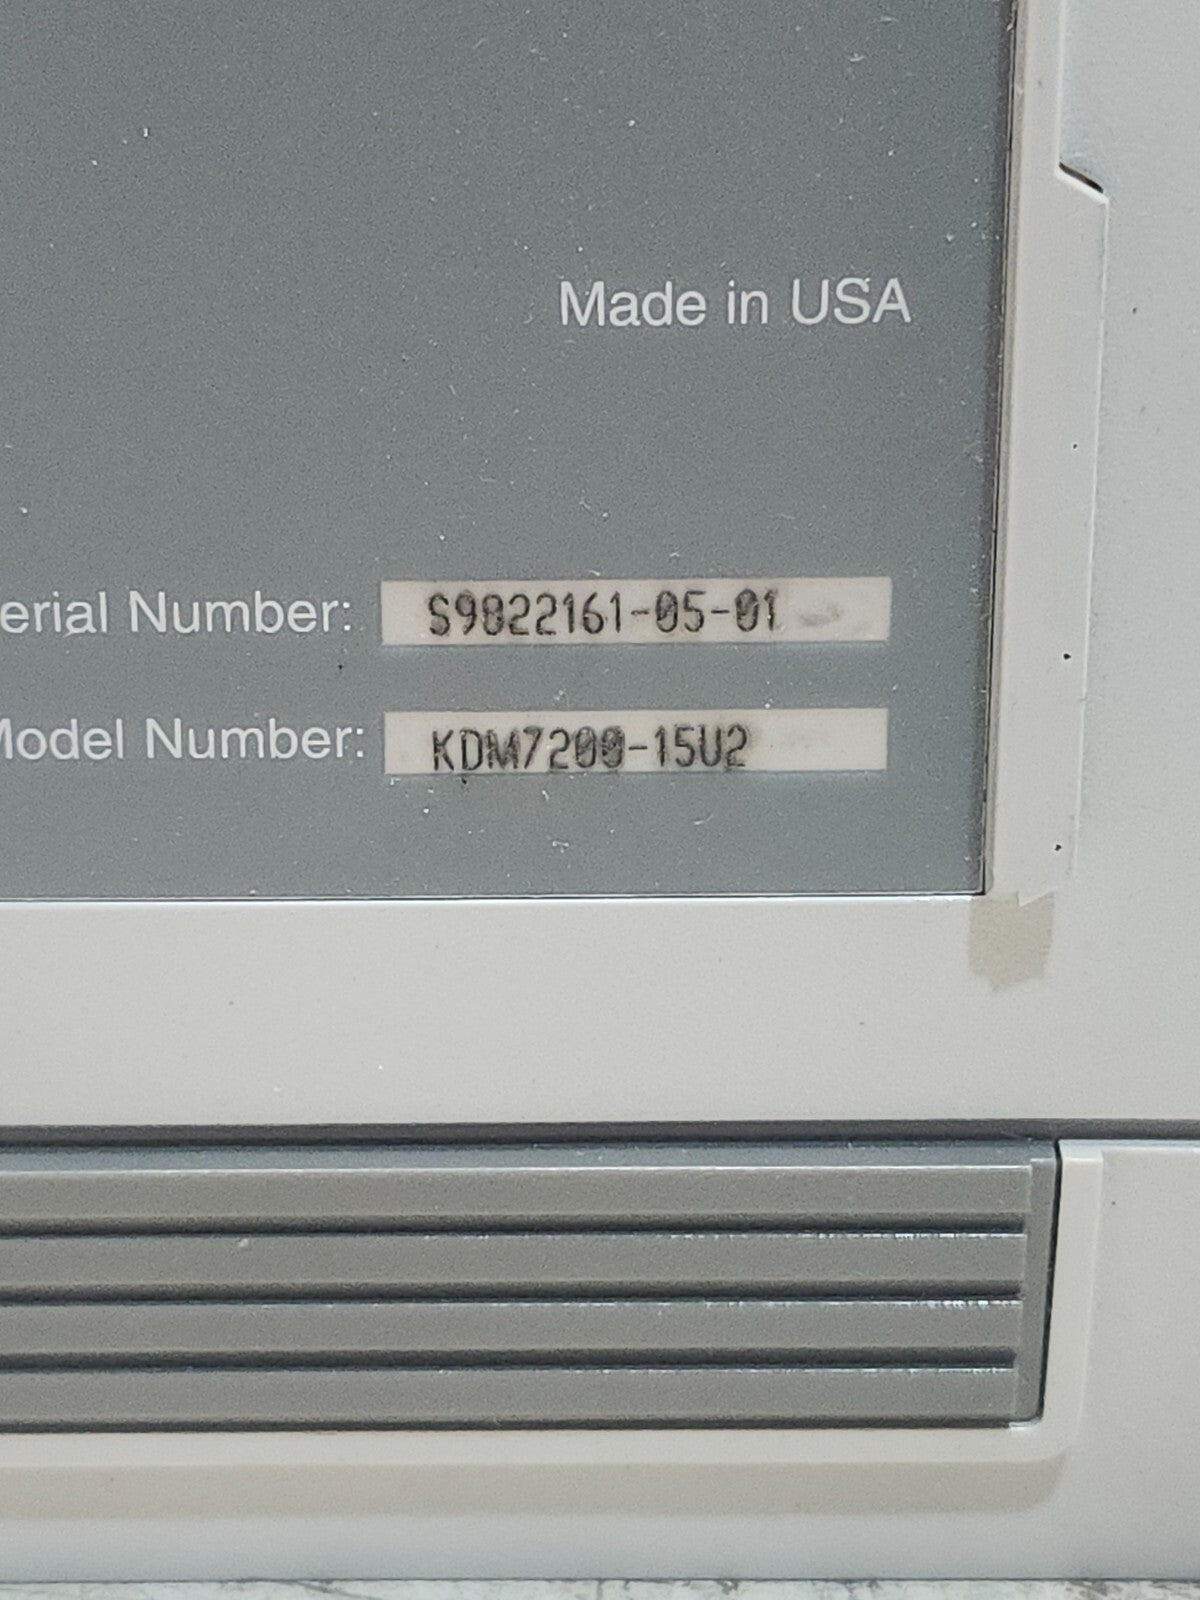 Made in USA
erial Number: S9822161-05-01
Model Number: KDM7200-15U2